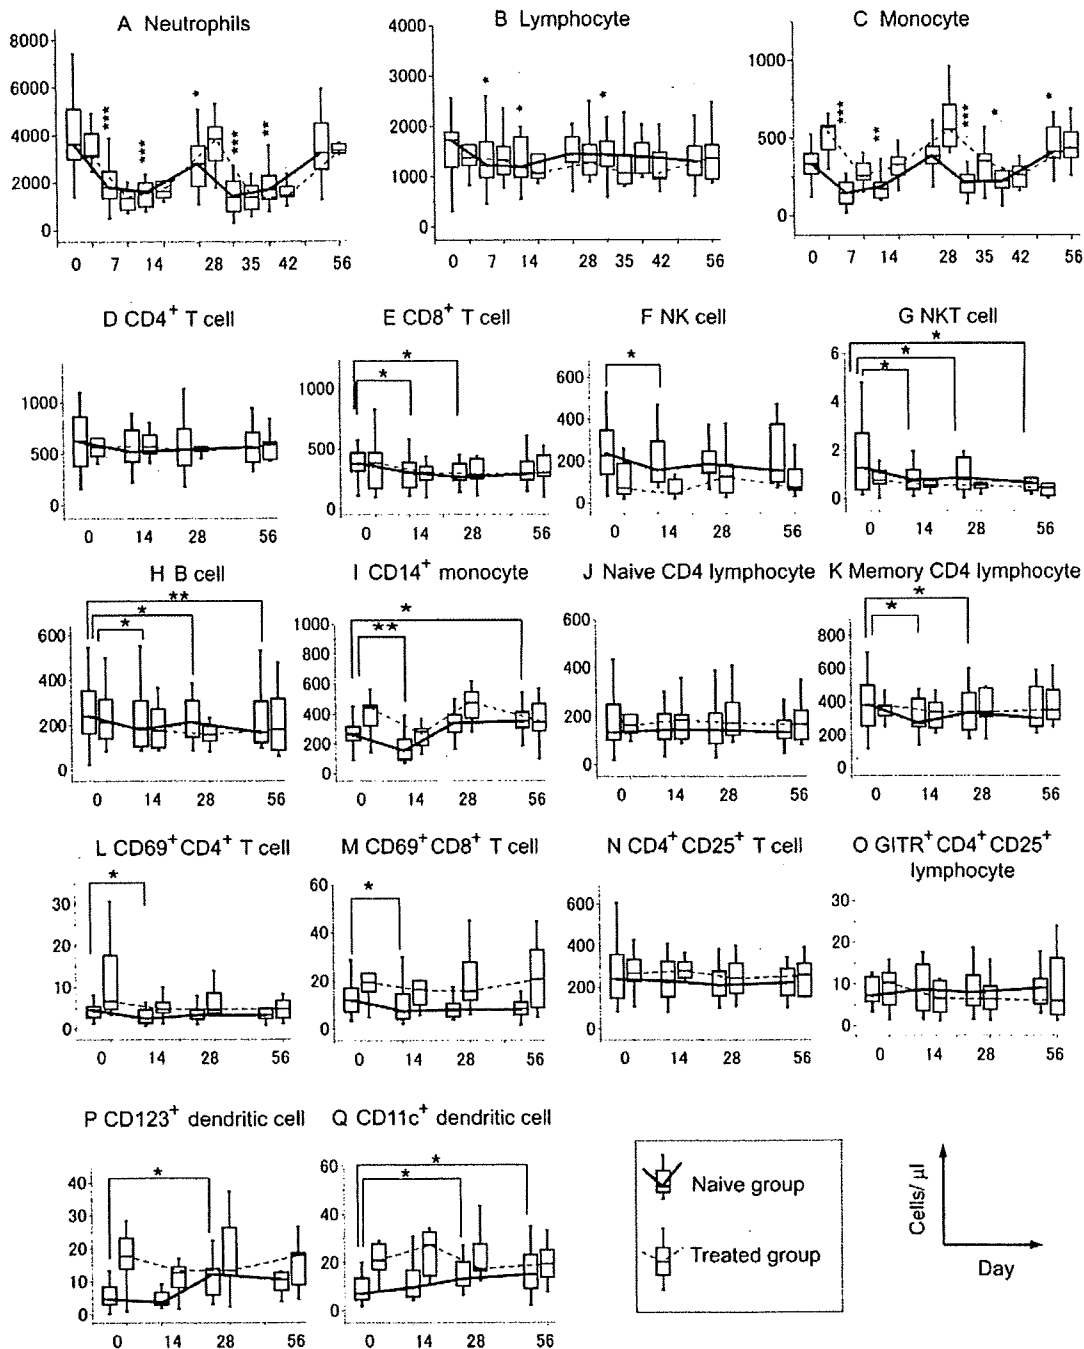 A Neutrophils
B Lymphocyte
C Monocyte
8000
6000
4000
2000
0
*** *** * *** **
0 7 14 28 35 42 56
4000
3000
2000
1000
0
* * *
0 7 14 28 35 42 56
1000
500
0
*** ** *** * *
0 7 14 28 35 42 56
D CD4+ T cell
E CD8+ T cell
F NK cell
G NKT cell
1000
500
0
0 14 28 56
* *
1000
500
0
0 14 28 56
*
600
400
200
0
0 14 28 56
* * *
6
4
2
0
0 14 28 56
H B cell
I CD14+ monocyte
J Naive CD4 lymphocyte
K Memory CD4 lymphocyte
** * *
600
400
200
0
0 14 28 56
* **
1000
800
600
400
200
0
0 14 28 56
600
400
200
0
0 14 28 56
* *
800
600
400
200
0
0 14 28 56
L CD69+CD4+ T cell
M CD69+CD8+ T cell
N CD4+CD25+ T cell
O GITR+CD4+CD25+
lymphocyte
*
30
20
10
0
0 14 28 56
*
60
40
20
0
0 14 28 56
600
400
200
0
0 14 28 56
30
20
10
0
0 14 28 56
P CD123+ dendritic cell
Q CD11c+ dendritic cell
*
40
30
20
10
0
0 14 28 56
* *
60
40
20
0
0 14 28 56
Naive group
Treated group
Cells/ μl
Day